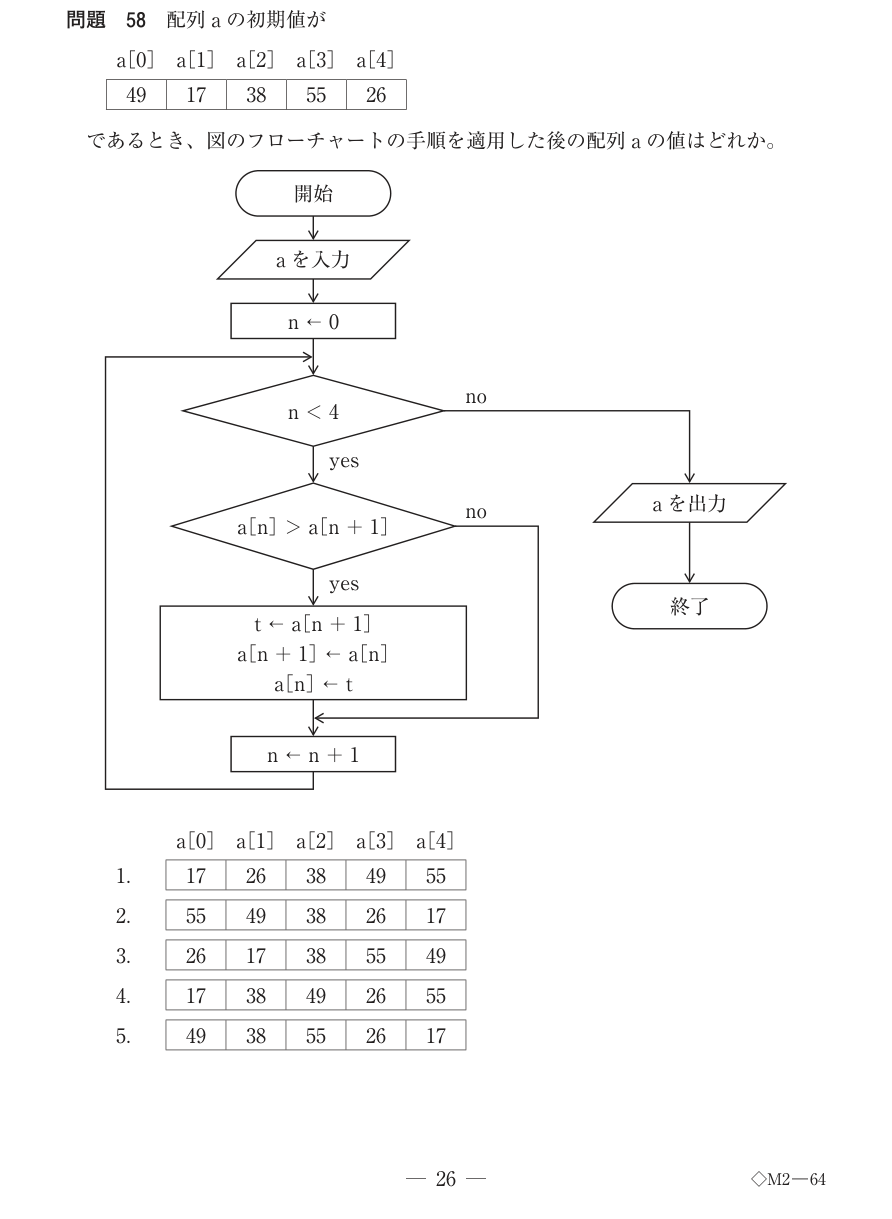 問題 58 配列 a の初期値が
a[0] a[1] a[2] a[3] a[4]
49 17 38 55 26
であるとき、図のフローチャートの手順を適用した後の配列 a の値はどれか。
開始
a を入力
n ← 0
n < 4
no
yes
a を出力
a[n] > a[n + 1]
no
yes
終了
t ← a[n + 1]
a[n + 1] ← a[n]
a[n] ← t
n ← n + 1
a[0] a[1] a[2] a[3] a[4]
1. 17 26 38 49 55
2. 55 49 38 26 17
3. 26 17 38 55 49
4. 17 38 49 26 55
5. 49 38 55 26 17
— 26 —
◇M2—64